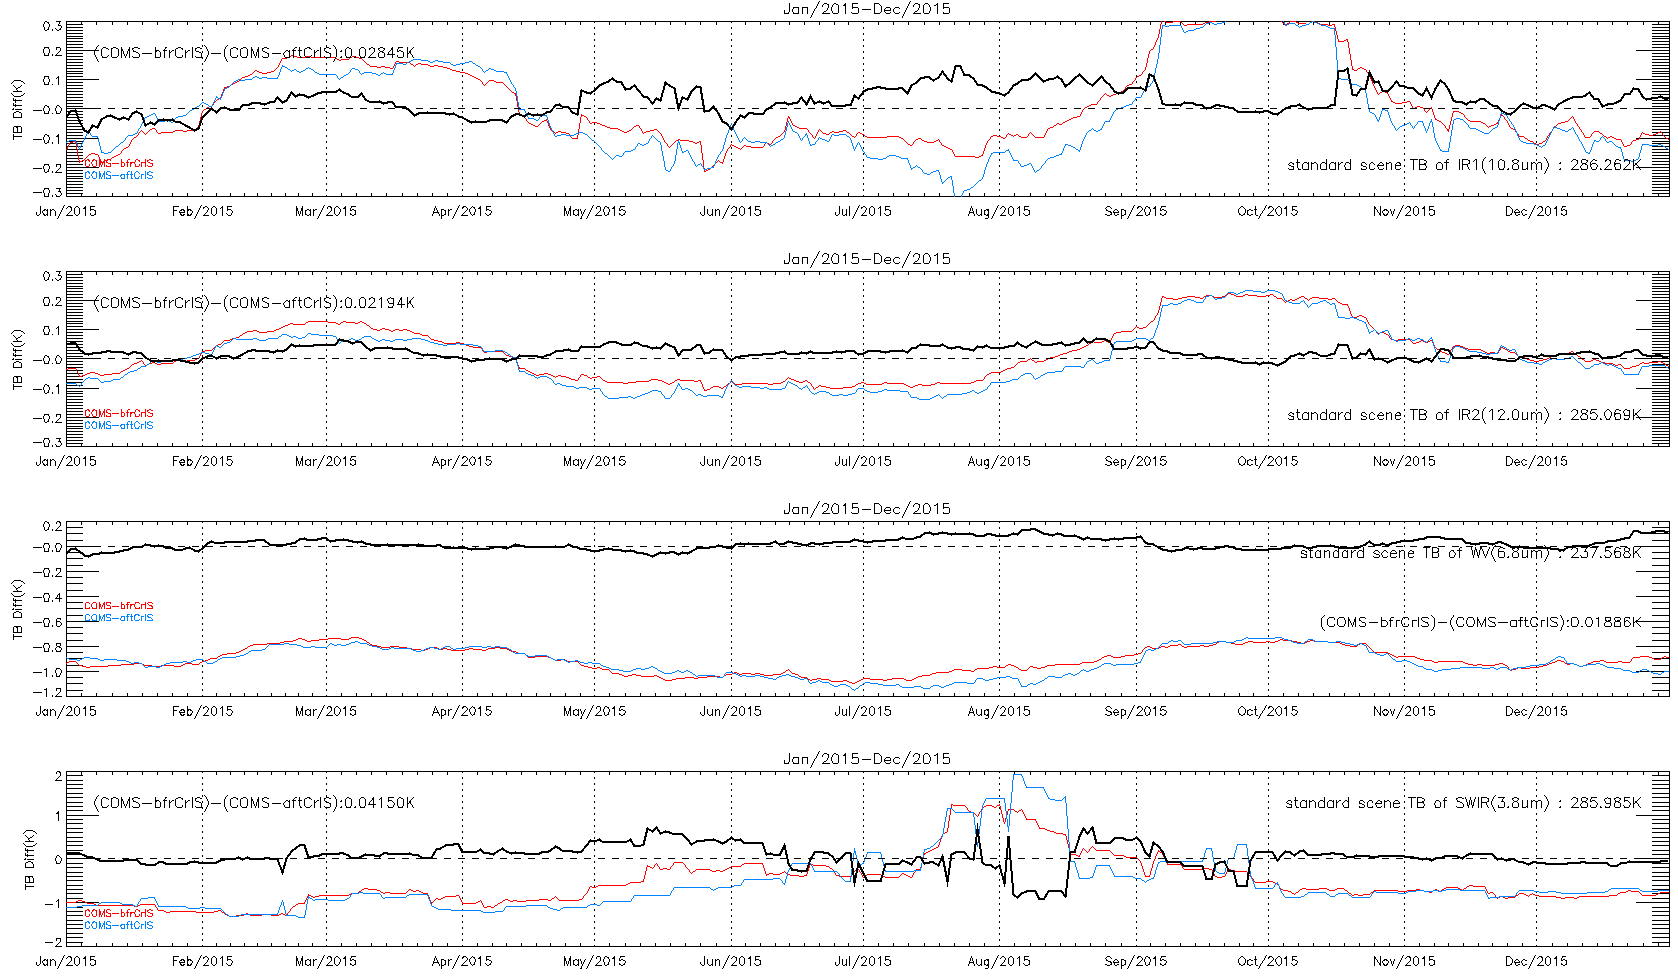 Jan/2015-Dec/2015
0.3
0.2
0.1
-0.0
-0.1
-0.2
-0.3
TB Diff(K)
(COMS-bfrCrIS)-(COMS-aftCrIS):0.02845K
COMS-bfrCrIS
COMS-aftCrIS
standard scene TB of IR1(10.8um) : 286.262K
Jan/2015 Feb/2015 Mar/2015 Apr/2015 May/2015 Jun/2015 Jul/2015 Aug/2015 Sep/2015 Oct/2015 Nov/2015 Dec/2015
Jan/2015-Dec/2015
0.3
0.2
0.1
-0.0
-0.1
-0.2
-0.3
TB Diff(K)
(COMS-bfrCrIS)-(COMS-aftCrIS):0.02194K
COMS-bfrCrIS
COMS-aftCrIS
standard scene TB of IR2(12.0um) : 285.069K
Jan/2015 Feb/2015 Mar/2015 Apr/2015 May/2015 Jun/2015 Jul/2015 Aug/2015 Sep/2015 Oct/2015 Nov/2015 Dec/2015
Jan/2015-Dec/2015
0.2
-0.0
-0.2
-0.4
-0.6
-0.8
-1.0
-1.2
TB Diff(K)
standard scene TB of WV(6.8um) : 237.568K
COMS-bfrCrIS
COMS-aftCrIS
(COMS-bfrCrIS)-(COMS-aftCrIS):0.01886K
Jan/2015 Feb/2015 Mar/2015 Apr/2015 May/2015 Jun/2015 Jul/2015 Aug/2015 Sep/2015 Oct/2015 Nov/2015 Dec/2015
Jan/2015-Dec/2015
2
1
0
-1
-2
TB Diff(K)
(COMS-bfrCrIS)-(COMS-aftCrIS):0.04150K
standard scene TB of SWIR(3.8um) : 285.985K
COMS-bfrCrIS
COMS-aftCrIS
Jan/2015 Feb/2015 Mar/2015 Apr/2015 May/2015 Jun/2015 Jul/2015 Aug/2015 Sep/2015 Oct/2015 Nov/2015 Dec/2015